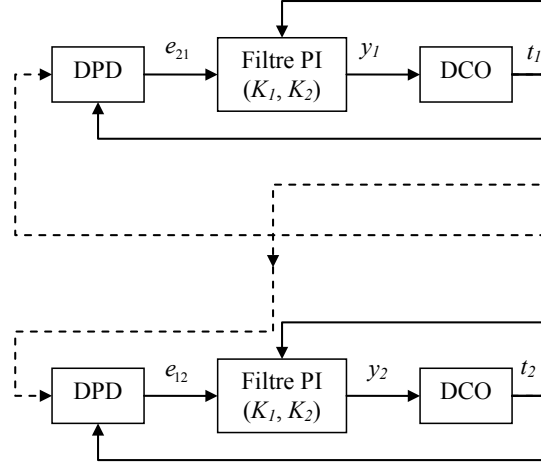 DPD
e21
Filtre PI
(K1, K2)
y1
DCO
t1
DPD
e12
Filtre PI
(K1, K2)
y2
DCO
t2